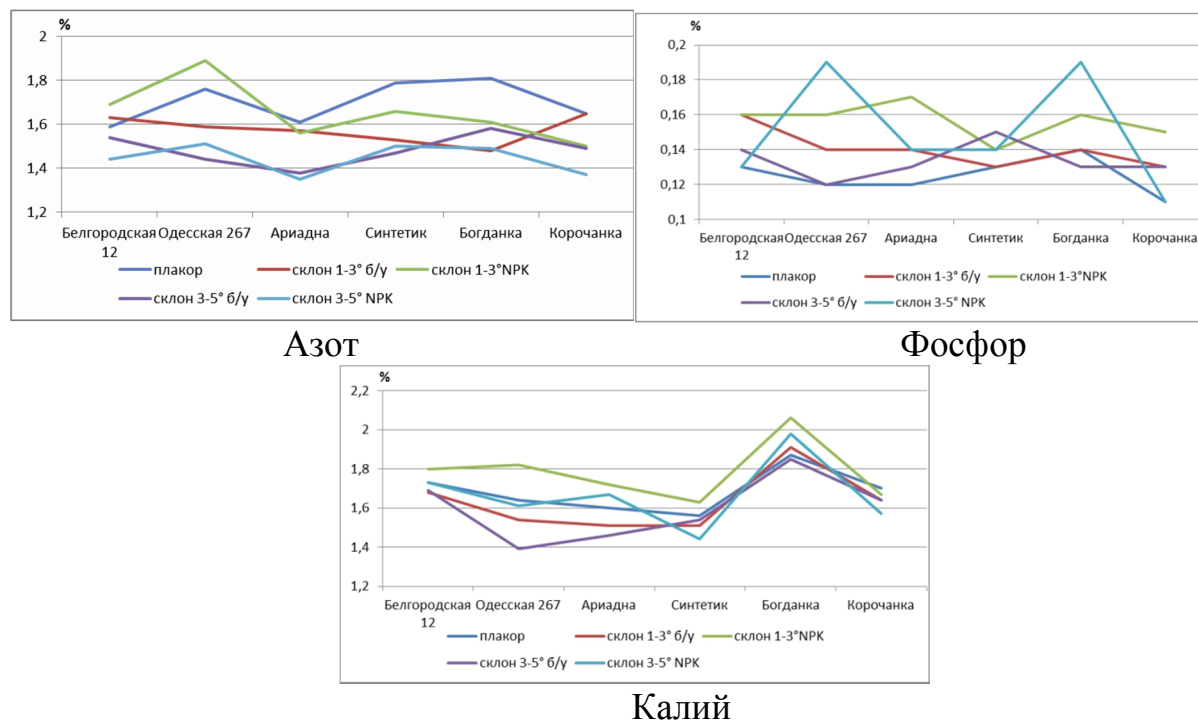 %
2
1,8
1,6
1,4
1,2
Белгородская 12 Одесская 267 Ариадна Синтетик Богданка Корочанка
плакор склон 1-3° б/у склон 1-3°NPK
склон 3-5° б/у склон 3-5° NPK
Азот
%
0,2
0,18
0,16
0,14
0,12
0,1
Белгородская 12 Одесская 267 Ариадна Синтетик Богданка Корочанка
плакор склон 1-3° б/у склон 1-3°NPK
склон 3-5° б/у склон 3-5° NPK
Фосфор
%
2,2
2
1,8
1,6
1,4
1,2
Белгородская 12 Одесская 267 Ариадна Синтетик Богданка Корочанка
плакор склон 1-3° б/у склон 1-3°NPK
склон 3-5° б/у склон 3-5° NPK
Калий